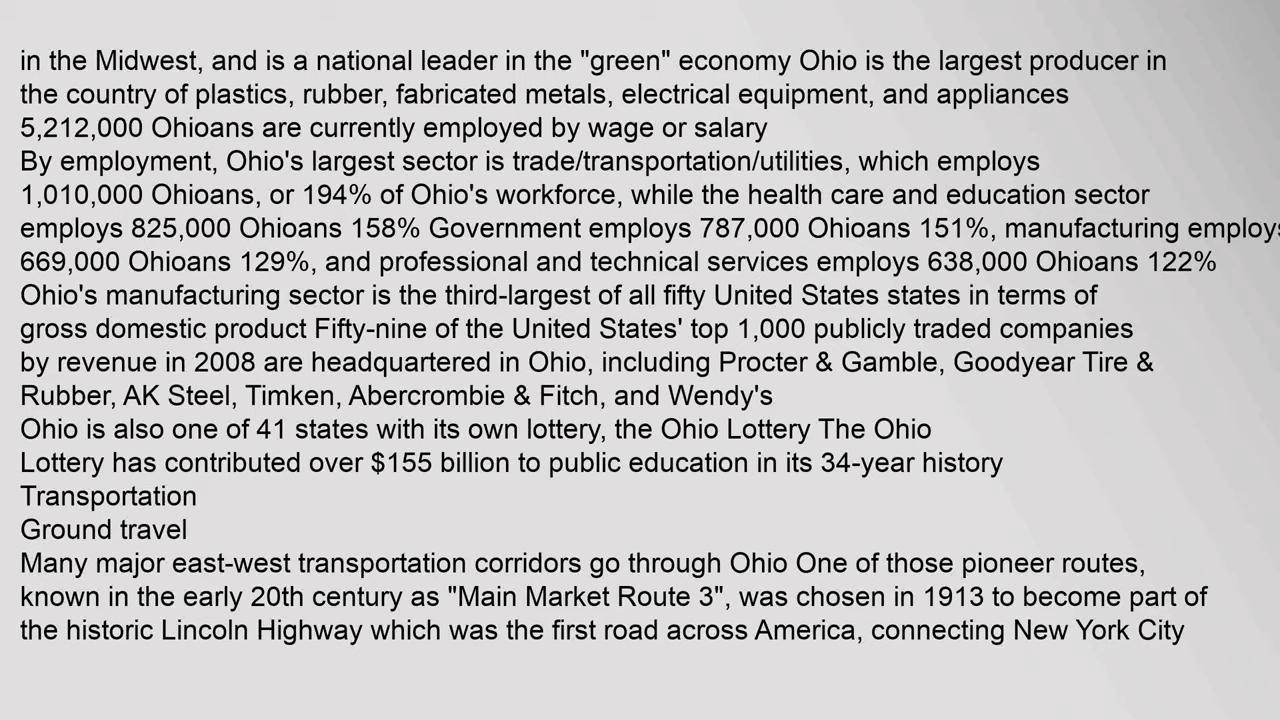 in the Midwest, and is a national leader in the "green" economy Ohio is the largest producer in
the country of plastics, rubber, fabricated metals, electrical equipment, and appliances
5,212,000 Ohioans are currently employed by wage or salary
By employment, Ohio's largest sector is trade/transportation/utilities, which employs
1,010,000 Ohioans, or 194% of Ohio's workforce, while the health care and education sector
employs 825,000 Ohioans 158% Government employs 787,000 Ohioans 151%, manufacturing employs
669,000 Ohioans 129%, and professional and technical services employs 638,000 Ohioans 122%
Ohio's manufacturing sector is the third-largest of all fifty United States states in terms of
gross domestic product Fifty-nine of the United States' top 1,000 publicly traded companies
by revenue in 2008 are headquartered in Ohio, including Procter & Gamble, Goodyear Tire &
Rubber, AK Steel, Timken, Abercrombie & Fitch, and Wendy's
Ohio is also one of 41 states with its own lottery, the Ohio Lottery The Ohio
Lottery has contributed over $155 billion to public education in its 34-year history
Transportation
Ground travel
Many major east-west transportation corridors go through Ohio One of those pioneer routes,
known in the early 20th century as "Main Market Route 3", was chosen in 1913 to become part of
the historic Lincoln Highway which was the first road across America, connecting New York City